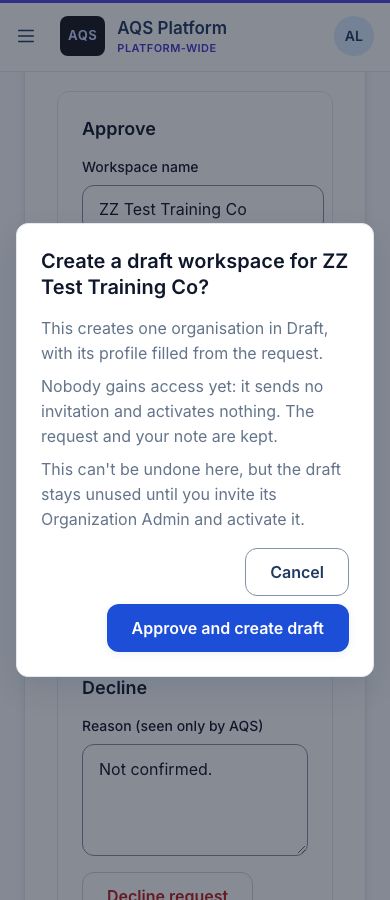 AQS
AQS Platform
PLATFORM-WIDE
AL
Approve
Workspace name
ZZ Test Training Co
Create a draft workspace for ZZ
Test Training Co?
This creates one organisation in Draft,
with its profile filled from the request.
Nobody gains access yet: it sends no
invitation and activates nothing. The
request and your note are kept.
This can't be undone here, but the draft
stays unused until you invite its
Organization Admin and activate it.
Cancel
Approve and create draft
Decline
Reason (seen only by AQS)
Not confirmed.
Decline request